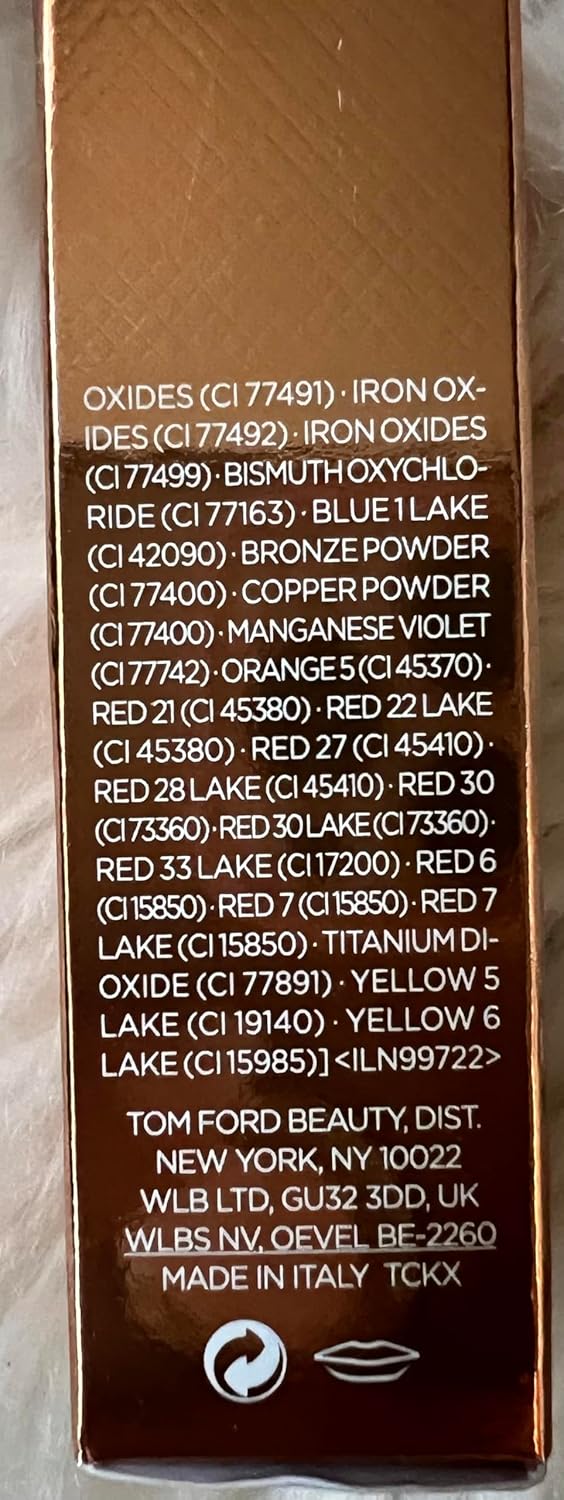 OXIDES (CI 77491) · IRON OX-
IDES (CI 77492) · IRON OXIDES
(CI 77499) · BISMUTH OXYCHLO-
RIDE (CI 77163) · BLUE 1 LAKE
(CI 42090) · BRONZE POWDER
(CI 77400) · COPPER POWDER
(CI 77400) · MANGANESE VIOLET
(CI 77742) · ORANGE 5 (CI 45370) ·
RED 21 (CI 45380) · RED 22 LAKE
(CI 45380) · RED 27 (CI 45410) ·
RED 28 LAKE (CI 45410) · RED 30
(CI 73360) · RED 30 LAKE (CI 73360) ·
RED 33 LAKE (CI 17200) · RED 6
(CI 15850) · RED 7 (CI 15850) · RED 7
LAKE (CI 15850) · TITANIUM DI-
OXIDE (CI 77891) · YELLOW 5
LAKE (CI 19140) · YELLOW 6
LAKE (CI 15985)] <ILN99722>
TOM FORD BEAUTY, DIST.
NEW YORK, NY 10022
WLB LTD, GU32 3DD, UK
WLBS NV, OEVEL BE-2260
MADE IN ITALY TCKX